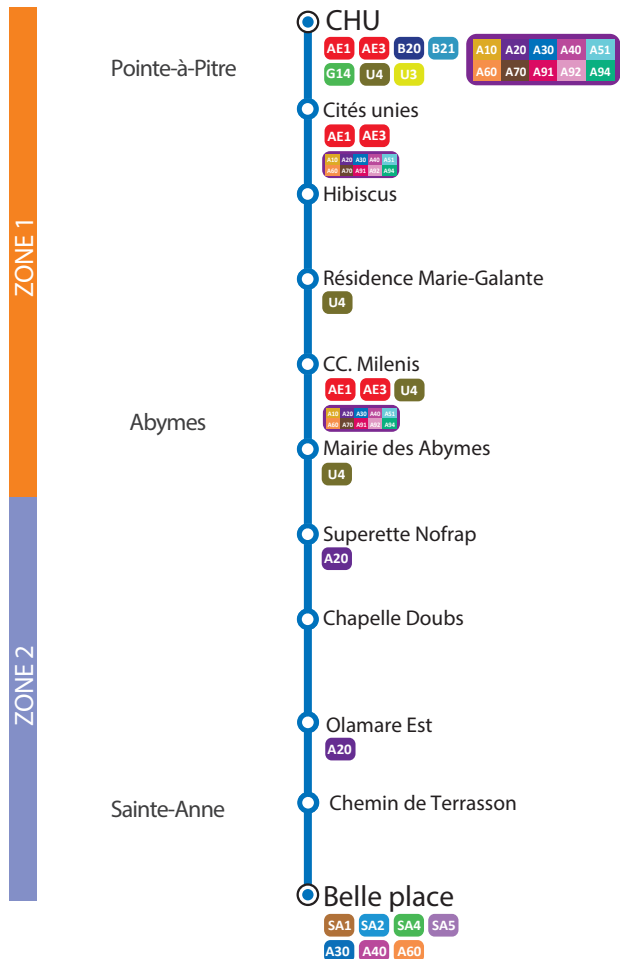 CHU
AE1 AE3 B20 B21
G14 U4 U3
A10 A20 A30 A40 A51
A60 A70 A91 A92 A94
Pointe-à-Pitre
Cités unies
AE1 AE3
A10 A20 A30 A40 A51
A60 A70 A91 A92 A94
Hibiscus
ZONE 1
Résidence Marie-Galante
U4
CC. Milenis
AE1 AE3 U4
A10 A20 A30 A40 A51
A60 A70 A91 A92 A94
Abymes
Mairie des Abymes
U4
Superette Nofrap
A20
Chapelle Doubs
ZONE 2
Olamare Est
A20
Sainte-Anne
Chemin de Terrasson
Belle place
SA1 SA2 SA4 SA5
A30 A40 A60